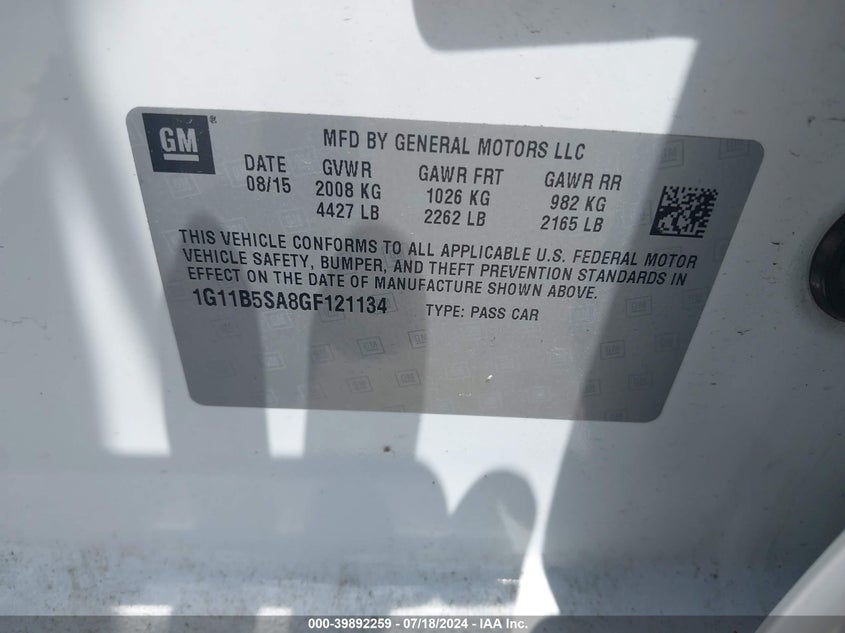 GM
®
MFD BY GENERAL MOTORS LLC
DATE GVWR GAWR FRT GAWR RR
08/15 2008 KG 1026 KG 982 KG
4427 LB 2262 LB 2165 LB
THIS VEHICLE CONFORMS TO ALL APPLICABLE U.S. FEDERAL MOTOR
VEHICLE SAFETY, BUMPER, AND THEFT PREVENTION STANDARDS IN
EFFECT ON THE DATE OF MANUFACTURE SHOWN ABOVE.
1G11B5SA8GF121134 TYPE: PASS CAR
000-39892259 | 07/18/2024 | IAA Inc.